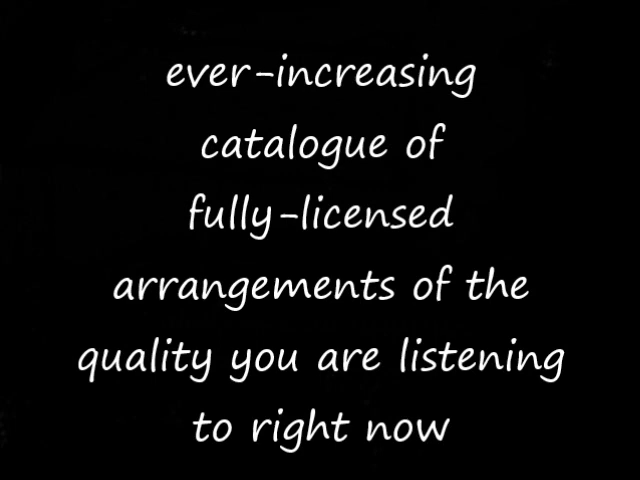 ever-increasing
catalogue of
fully-licensed
arrangements of the
quality you are listening
to right now